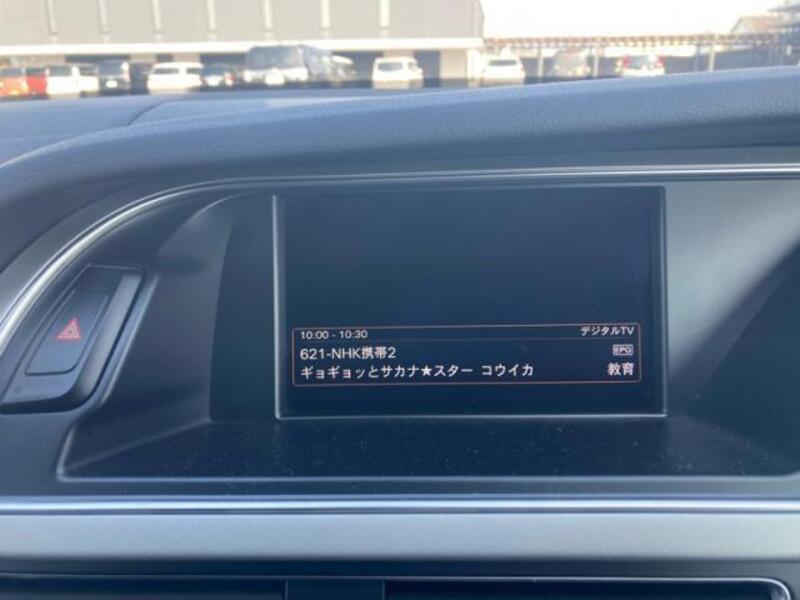 10:00 - 10:30 デジタルTV
621-NHK携帯2 EPG
ギョギョッとサカナ★スター コウイカ 教育